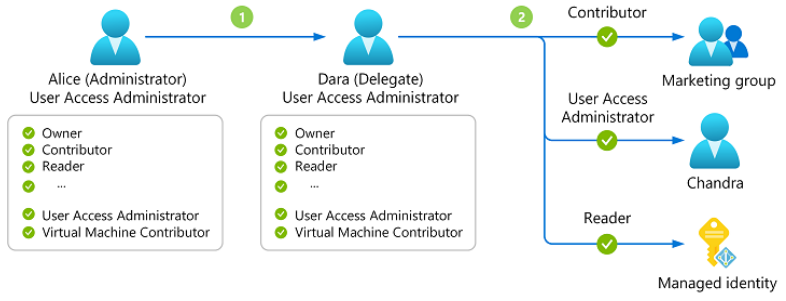 1
2
Contributor
Alice (Administrator)
User Access Administrator
Dara (Delegate)
User Access Administrator
Marketing group
Owner
Contributor
Reader
...
User Access Administrator
Virtual Machine Contributor
Owner
Contributor
Reader
...
User Access Administrator
Virtual Machine Contributor
User Access
Administrator
Chandra
Reader
Managed identity